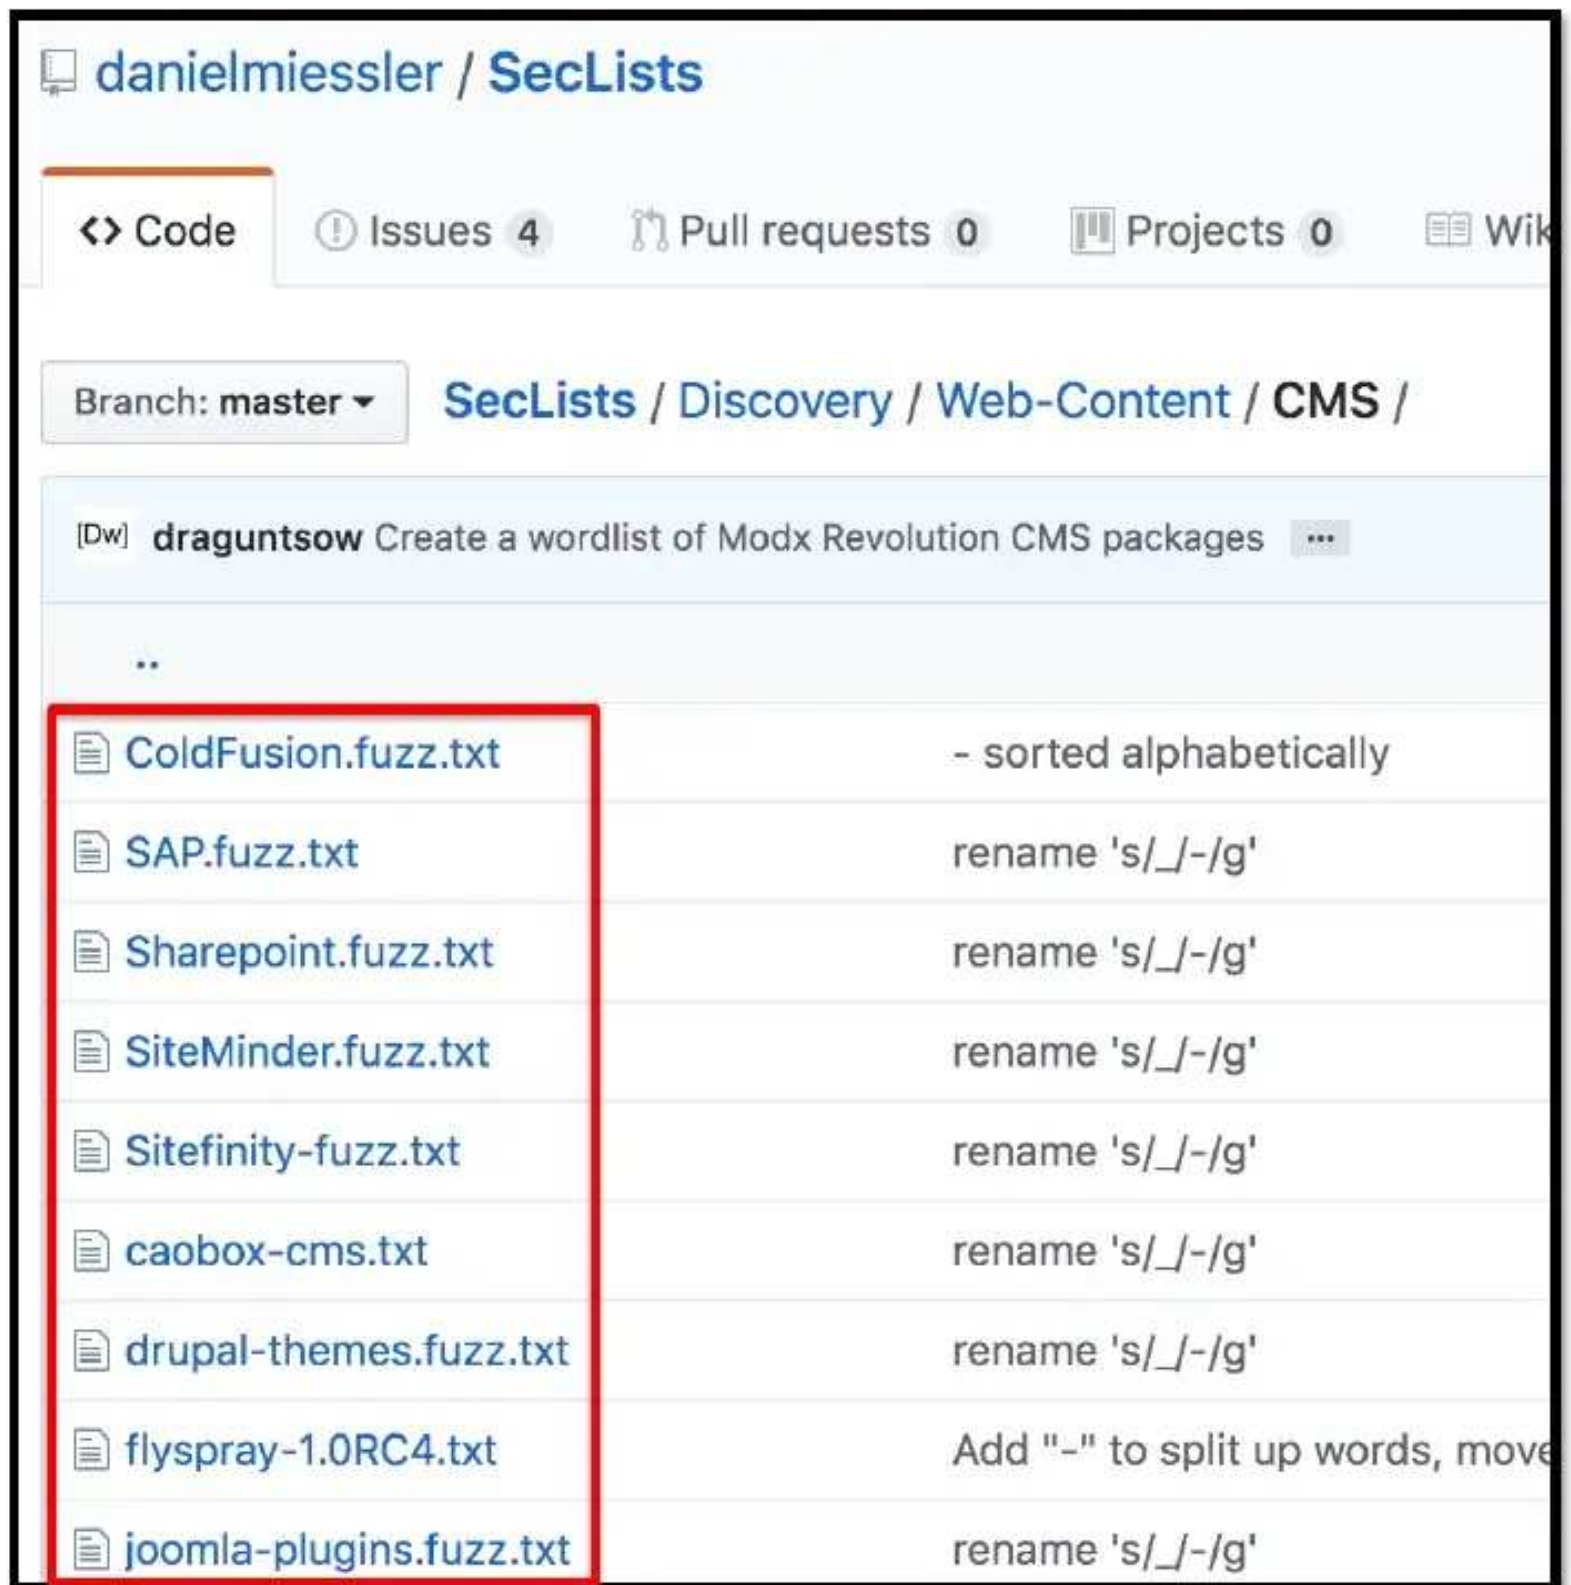 danielmiessler / SecLists
<> Code Issues 4 Pull requests 0 Projects 0 Wik
Branch: master SecLists / Discovery / Web-Content / CMS /
[Dw] draguntsow Create a wordlist of Modx Revolution CMS packages ...
..
ColdFusion.fuzz.txt - sorted alphabetically
SAP.fuzz.txt rename 's/_/-/g'
Sharepoint.fuzz.txt rename 's/_/-/g'
SiteMinder.fuzz.txt rename 's/_/-/g'
Sitefinity-fuzz.txt rename 's/_/-/g'
caobox-cms.txt rename 's/_/-/g'
drupal-themes.fuzz.txt rename 's/_/-/g'
flyspray-1.0RC4.txt Add "-" to split up words, move
joomla-plugins.fuzz.txt rename 's/_/-/g'